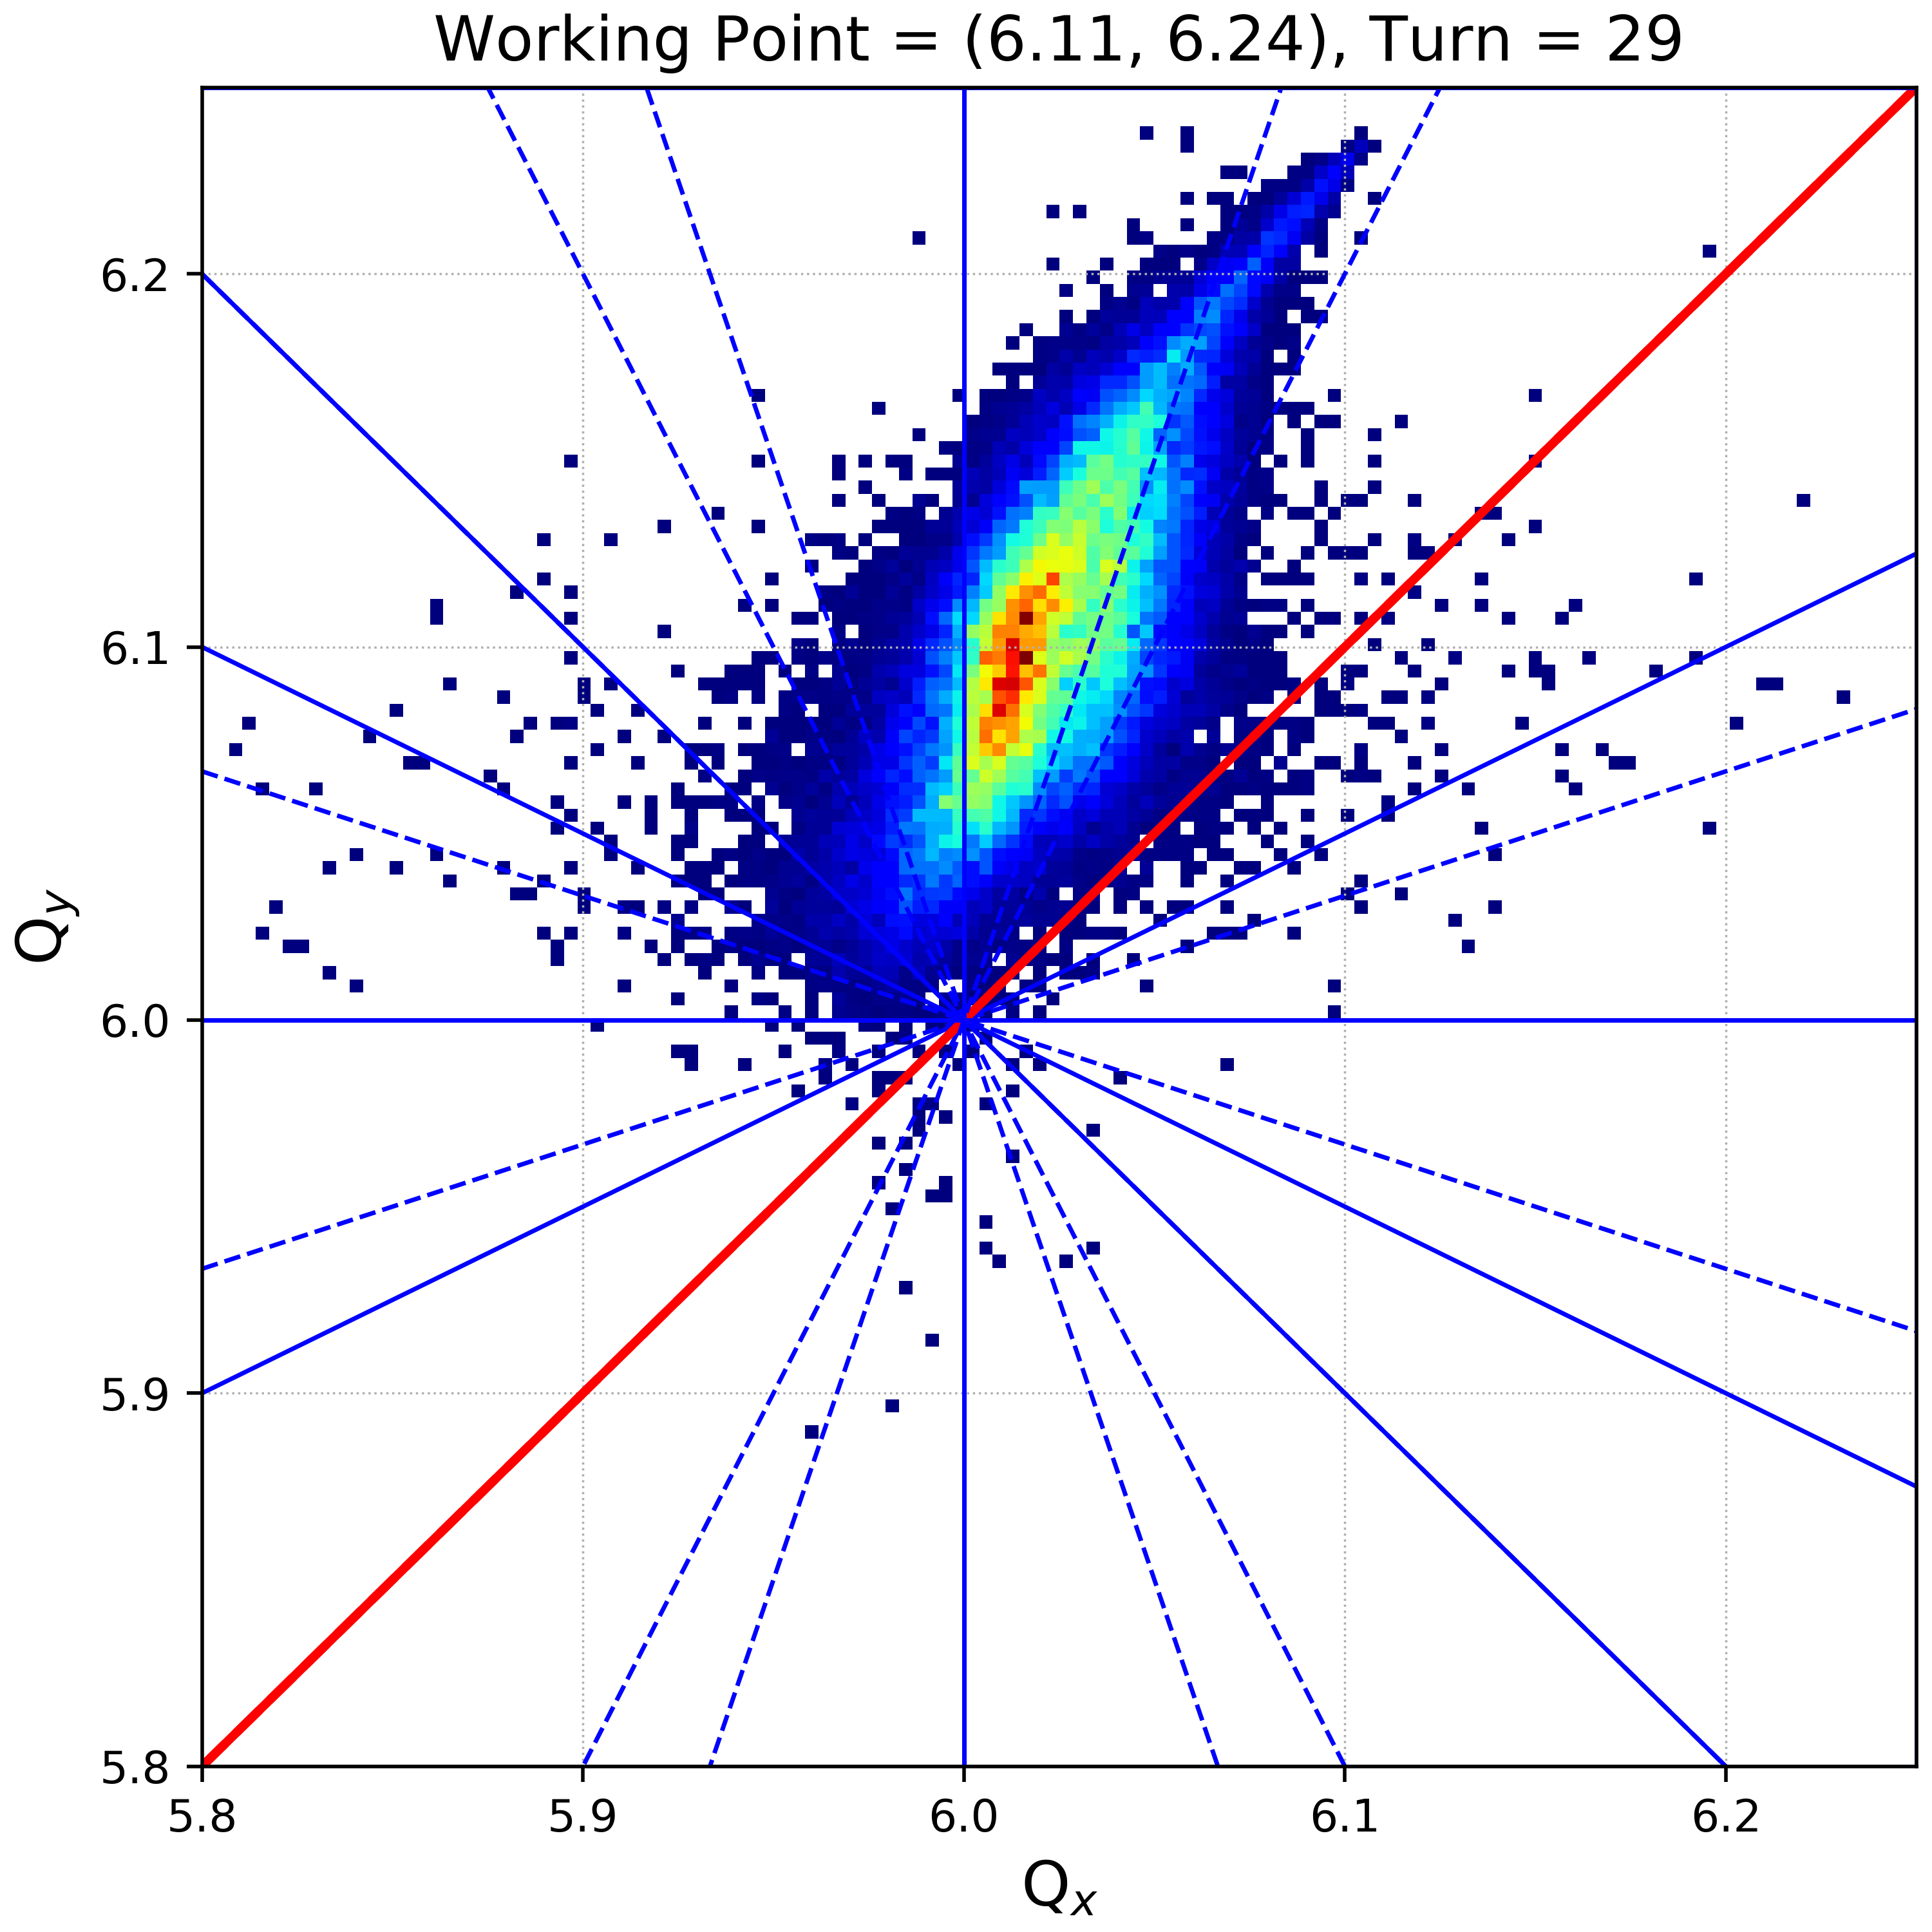 Working Point = (6.11, 6.24), Turn = 29
6.2
6.1
6.0
5.9
5.8
Qy
5.8 5.9 6.0 6.1 6.2
Qx